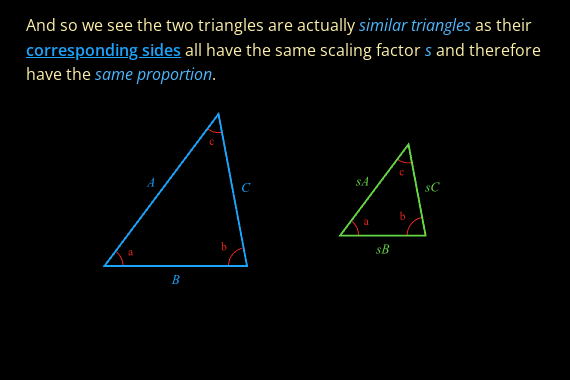 And so we see the two triangles are actually similar triangles as their
corresponding sides all have the same scaling factor s and therefore
have the same proportion.
c
c
A
C
sA
sC
a
b
a
b
B
sB